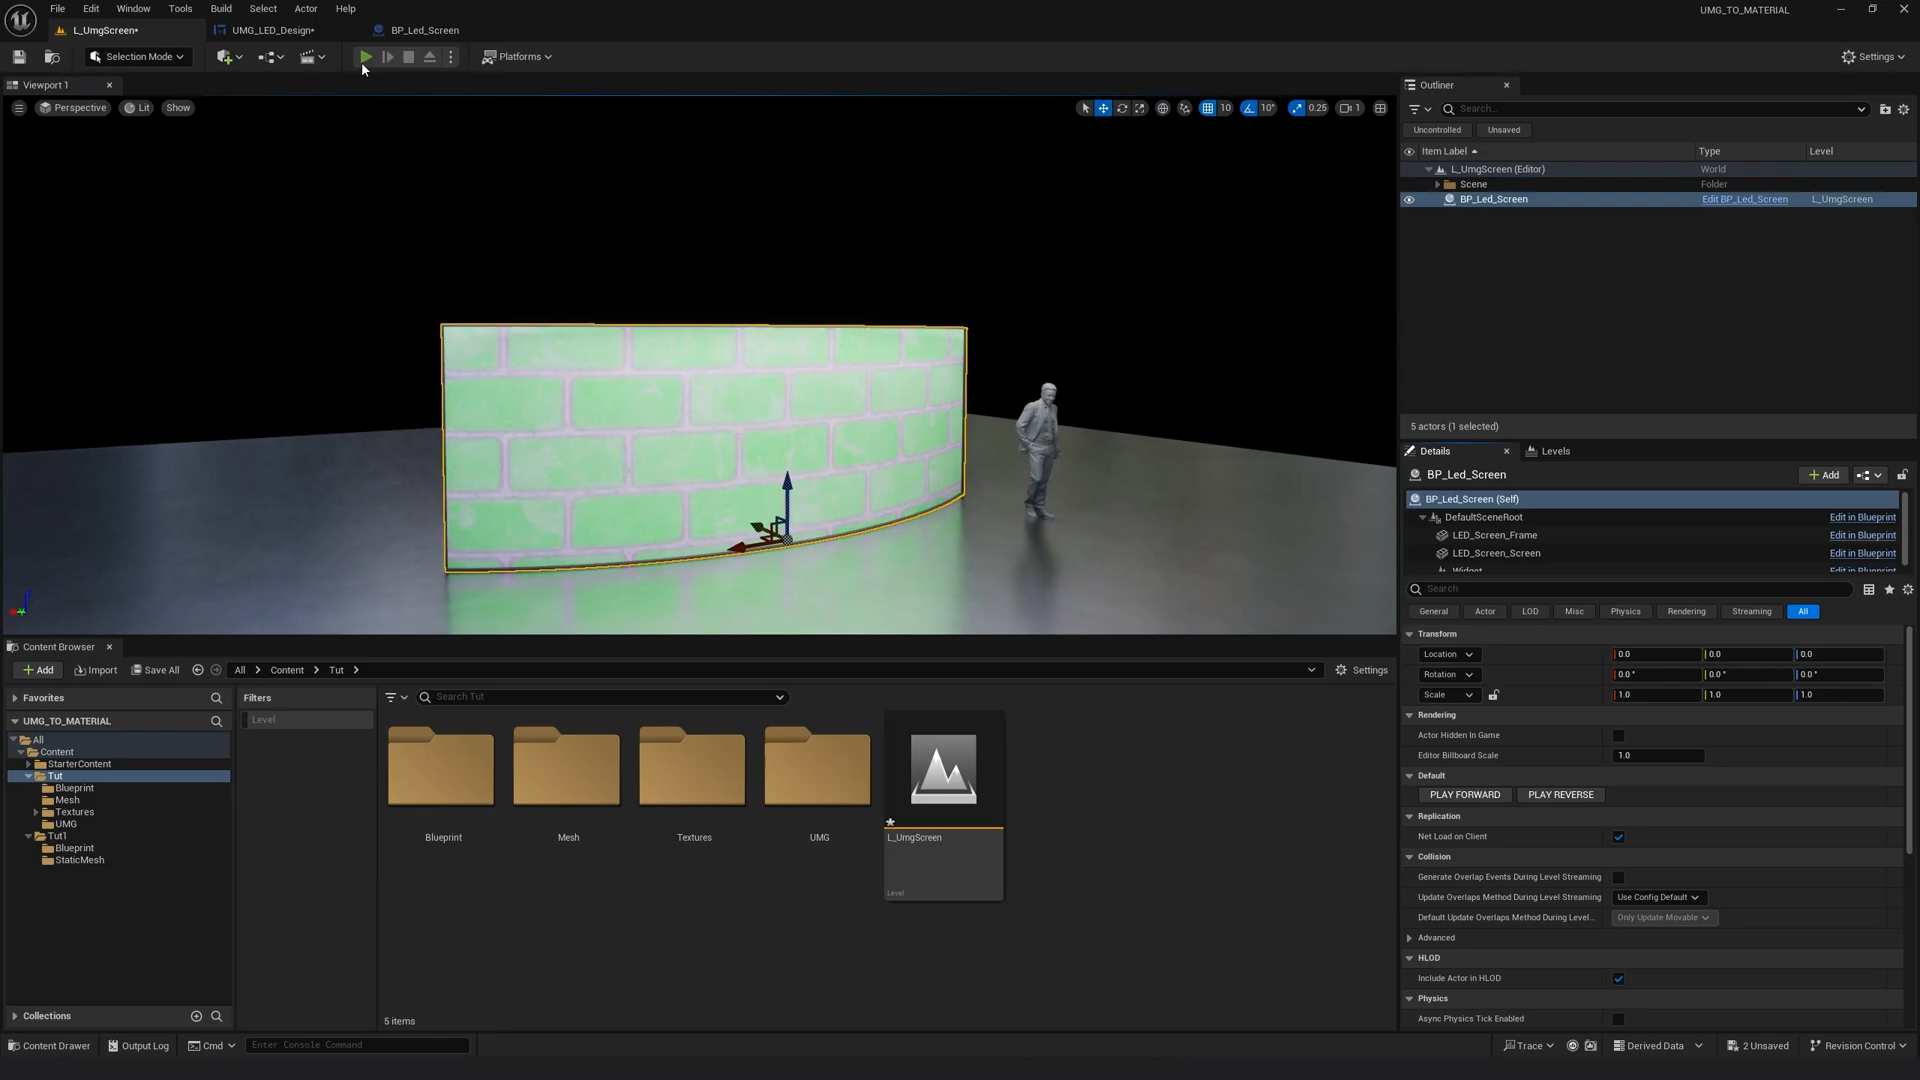 File Edit Window Tools Build Select Actor Help
UMG_TO_MATERIAL
L_UmgScreen•
UMG_LED_Design•
BP_Led_Screen
Selection Mode
Platforms
Settings
Viewport 1
Perspective
Lit
Show
10
10°
0.25
1
Outliner
Search...
Uncontrolled
Unsaved
Item Label
Type
Level
L_UmgScreen (Editor)
World
Scene
Folder
BP_Led_Screen
Edit BP_Led_Screen
L_UmgScreen
5 actors (1 selected)
Details
Levels
BP_Led_Screen
Add
BP_Led_Screen (Self)
DefaultSceneRoot
Edit in Blueprint
LED_Screen_Frame
Edit in Blueprint
LED_Screen_Screen
Edit in Blueprint
Widget
Edit in Blueprint
Search
General
Actor
LOD
Misc
Physics
Rendering
Streaming
All
Transform
Location
0.0
0.0
0.0
Rotation
0.0 °
0.0 °
0.0 °
Scale
1.0
1.0
1.0
Rendering
Actor Hidden In Game
Editor Billboard Scale
1.0
Default
PLAY FORWARD
PLAY REVERSE
Replication
Net Load on Client
Collision
Generate Overlap Events During Level Streaming
Update Overlaps Method During Level Streaming
Use Config Default
Default Update Overlaps Method During Level...
Only Update Movable
Advanced
HLOD
Include Actor in HLOD
Physics
Async Physics Tick Enabled
Content Browser
Add
Import
Save All
All
Content
Tut
Settings
Favorites
UMG_TO_MATERIAL
All
Content
StarterContent
Tut
Blueprint
Mesh
Textures
UMG
Tut1
Blueprint
StaticMesh
Collections
Filters
Level
Search Tut
Blueprint
Mesh
Textures
UMG
L_UmgScreen
Level
5 items
Content Drawer
Output Log
Cmd
Enter Console Command
Trace
Derived Data
2 Unsaved
Revision Control